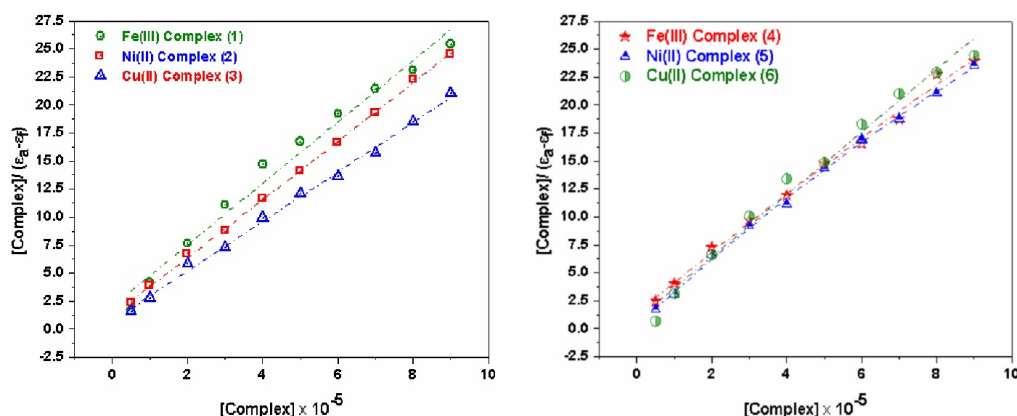 Fe(III) Complex (1)
Ni(II) Complex (2)
Cu(II) Complex (3)
27.5
25.0
22.5
20.0
17.5
15.0
12.5
10.0
7.5
5.0
2.5
0.0
-2.5
[Complex]/ (εa-εf)
0 2 4 6 8 10
[Complex] × 10-5
Fe(III) Complex (4)
Ni(II) Complex (5)
Cu(II) Complex (6)
27.5
25.0
22.5
20.0
17.5
15.0
12.5
10.0
7.5
5.0
2.5
0.0
-2.5
[Complex]/ (εa-εf)
0 2 4 6 8 10
[Complex] × 10-5